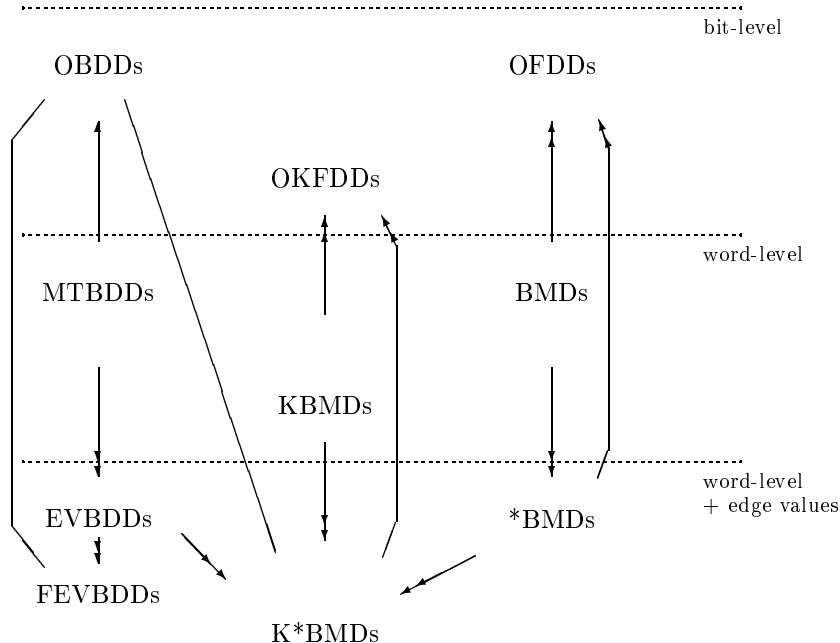 bit-level
OBDDs
OFDDs
OKFDDs
word-level
MTBDDs
BMDs
KBMDs
word-level
+ edge values
EVBDDs
*BMDs
FEVBDDs
K*BMDs